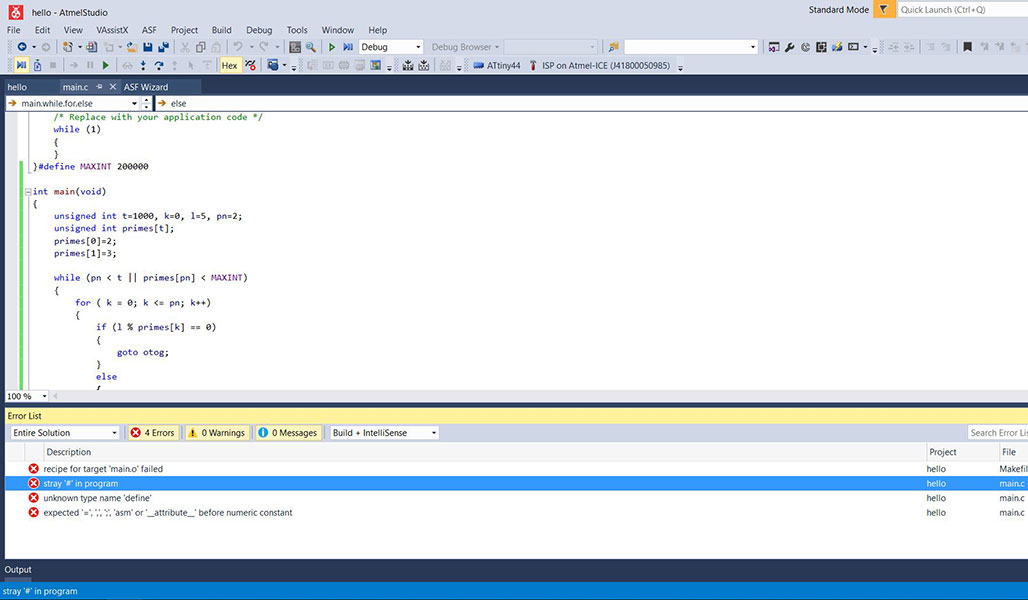 hello - AtmelStudio
Standard Mode
Quick Launch (Ctrl+Q)
File Edit View VAssistX ASF Project Build Debug Tools Window Help
Debug Debug Browser
Hex ATtiny44 ISP on Atmel-ICE (J41800050985)
hello main.c ASF Wizard
main.while.for.else else
/* Replace with your application code */
while (1)
{
}
}#define MAXINT 200000
int main(void)
{
unsigned int t=1000, k=0, l=5, pn=2;
unsigned int primes[t];
primes[0]=2;
primes[1]=3;
while (pn < t || primes[pn] < MAXINT)
{
for ( k = 0; k <= pn; k++)
{
if (l % primes[k] == 0)
{
goto otog;
}
else
{
100 %
Error List
Entire Solution 4 Errors 0 Warnings 0 Messages Build + IntelliSense Search Error Lis
Description Project File
recipe for target 'main.o' failed hello Makefil
stray '#' in program hello main.c
unknown type name 'define' hello main.c
expected '=', ',', ';', 'asm' or '__attribute__' before numeric constant hello main.c
Output
stray '#' in program